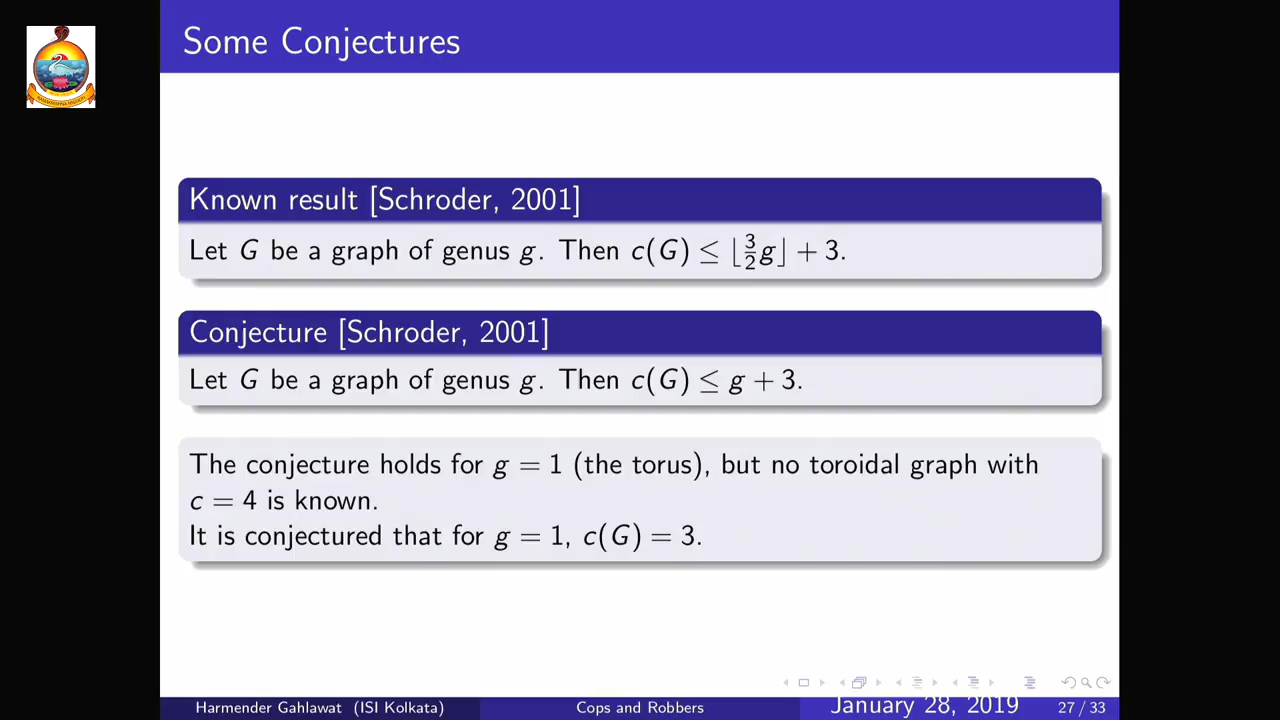 Some Conjectures
Known result [Schroder, 2001]
Let G be a graph of genus g. Then c(G) ≤ ⌊3/2 g⌋ + 3.
Conjecture [Schroder, 2001]
Let G be a graph of genus g. Then c(G) ≤ g + 3.
The conjecture holds for g = 1 (the torus), but no toroidal graph with
c = 4 is known.
It is conjectured that for g = 1, c(G) = 3.
Harmender Gahlawat (ISI Kolkata) Cops and Robbers January 28, 2019 27 / 33